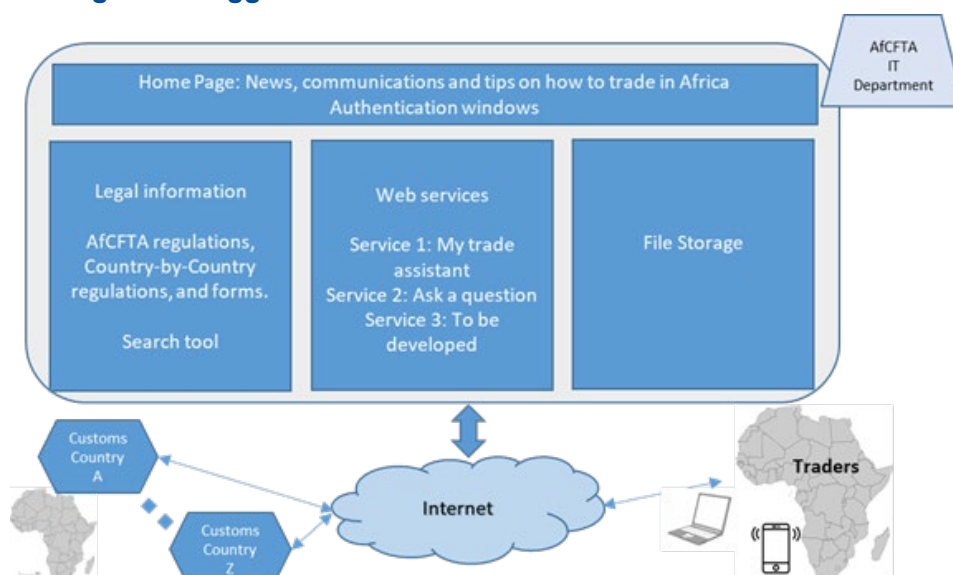 AfCFTA
IT
Department
Home Page: News, communications and tips on how to trade in Africa
Authentication windows
Legal information
AfCFTA regulations,
Country-by-Country
regulations, and forms.
Search tool
Web services
Service 1: My trade
assistant
Service 2: Ask a question
Service 3: To be
developed
File Storage
Customs
Country
A
Customs
Country
Z
Internet
Traders